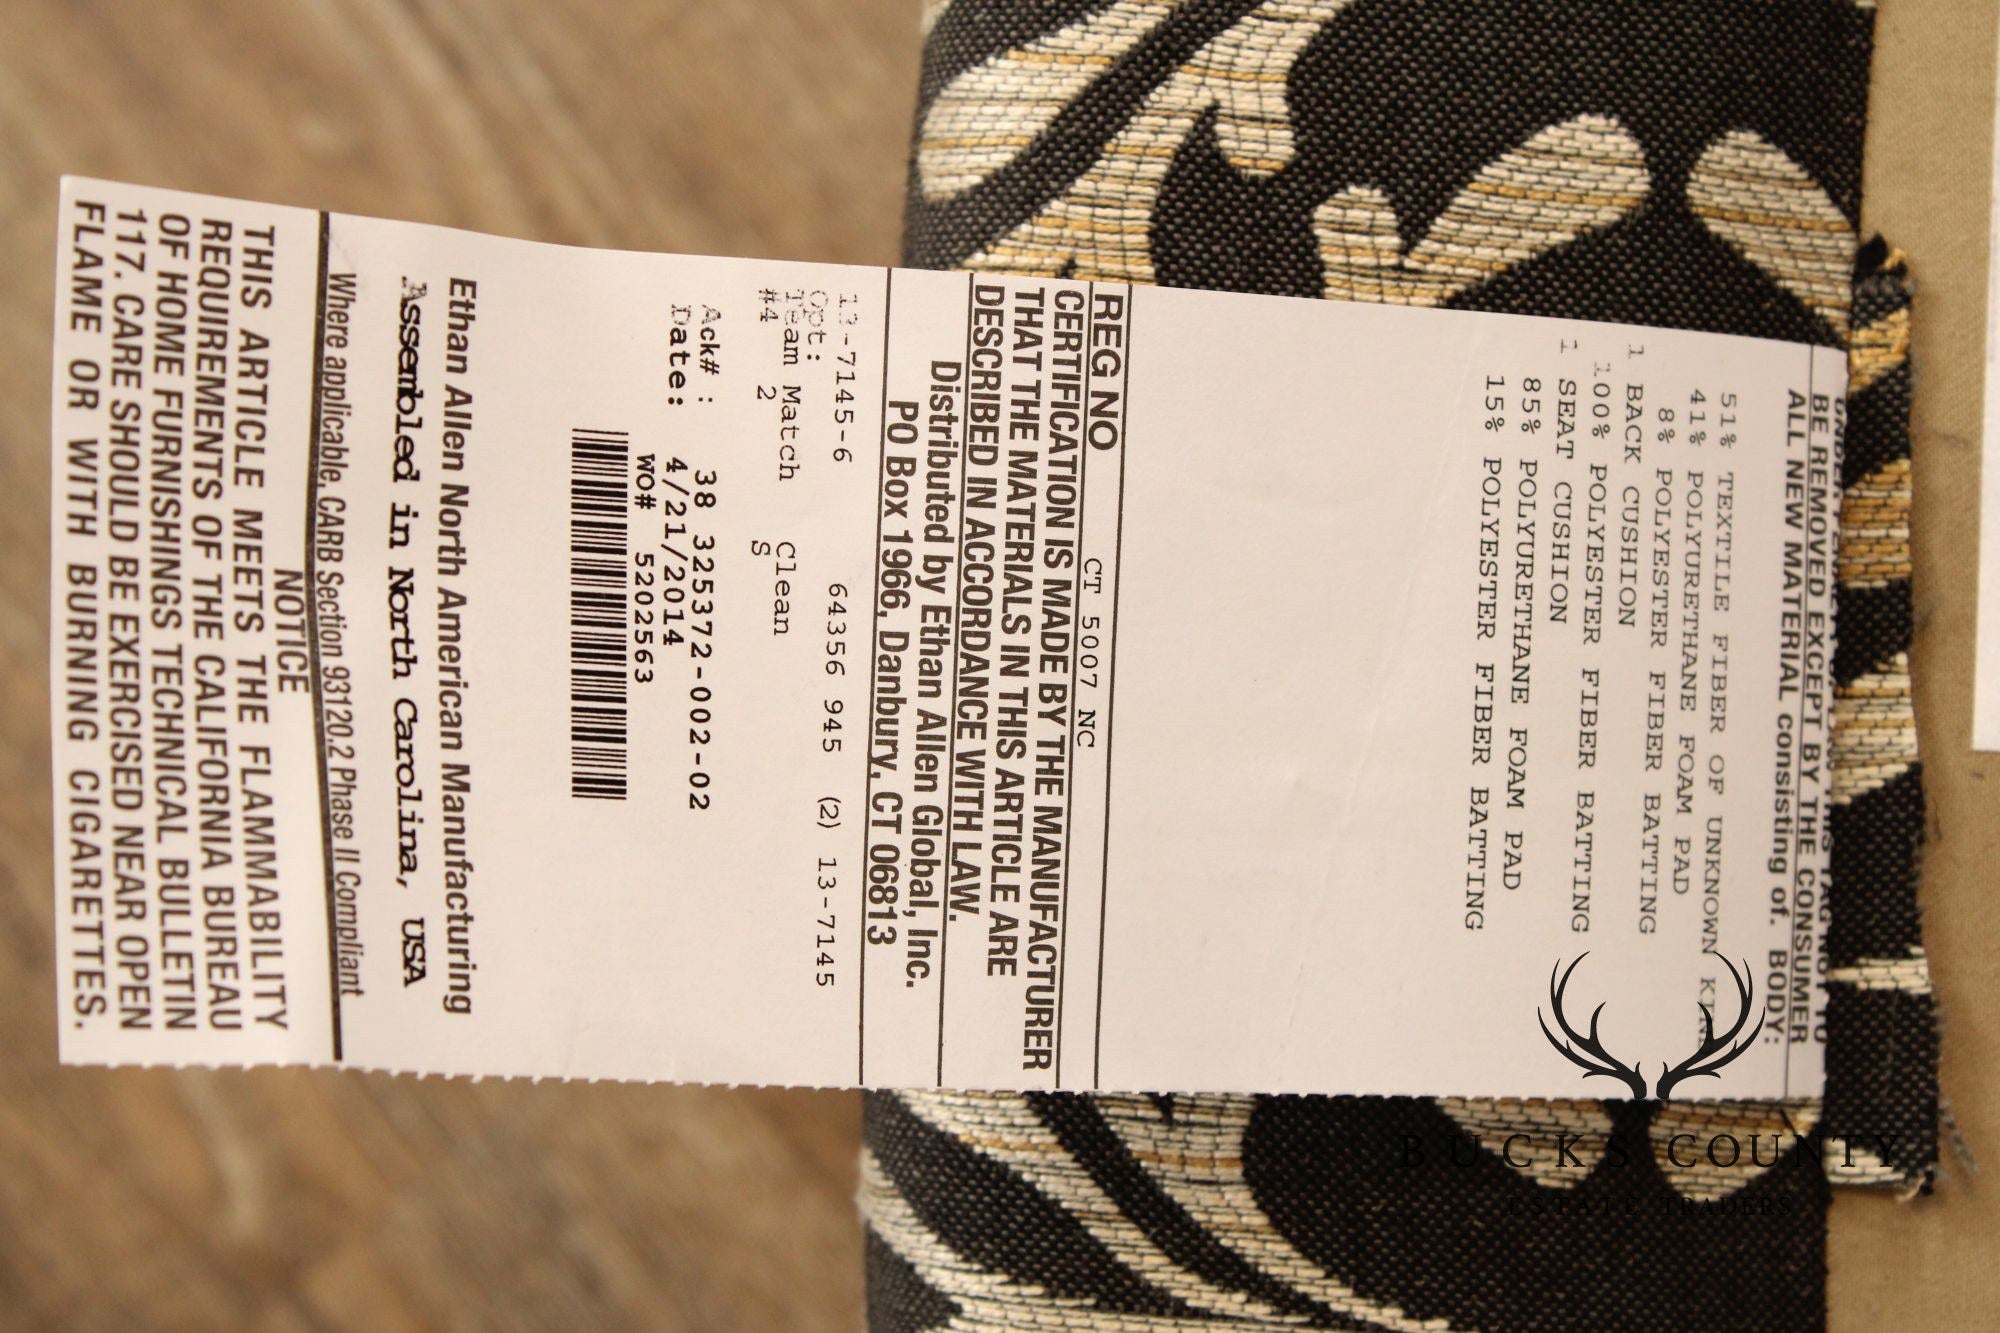 BE REMOVED EXCEPT BY THE CONSUMER
ALL NEW MATERIAL consisting of. BODY:
51% TEXTILE FIBER OF UNKNOWN KIND
41% POLYURETHANE FOAM PAD
8% POLYESTER FIBER BATTING
1 BACK CUSHION
100% POLYESTER FIBER BATTING
1 SEAT CUSHION
85% POLYURETHANE FOAM PAD
15% POLYESTER FIBER BATTING
REG NO CT 5007 NC
CERTIFICATION IS MADE BY THE MANUFACTURER
THAT THE MATERIALS IN THIS ARTICLE ARE
DESCRIBED IN ACCORDANCE WITH LAW.
Distributed by Ethan Allen Global, Inc.
PO Box 1966, Danbury, CT 06813
13-7145-6 64356 945 (2) 13-7145
Opt:
Team Match Clean
#4 2 S
Ack# : 38 325372-002-02
Date: 4/21/2014
WO# 5202563
Ethan Allen North American Manufacturing
Assembled in North Carolina, USA
Where applicable, CARB Section 93120.2 Phase II Compliant
NOTICE
THIS ARTICLE MEETS THE FLAMMABILITY
REQUIREMENTS OF THE CALIFORNIA BUREAU
OF HOME FURNISHINGS TECHNICAL BULLETIN
117. CARE SHOULD BE EXERCISED NEAR OPEN
FLAME OR WITH BURNING CIGARETTES.
BUCKS COUNTY
ESTATE TRADERS